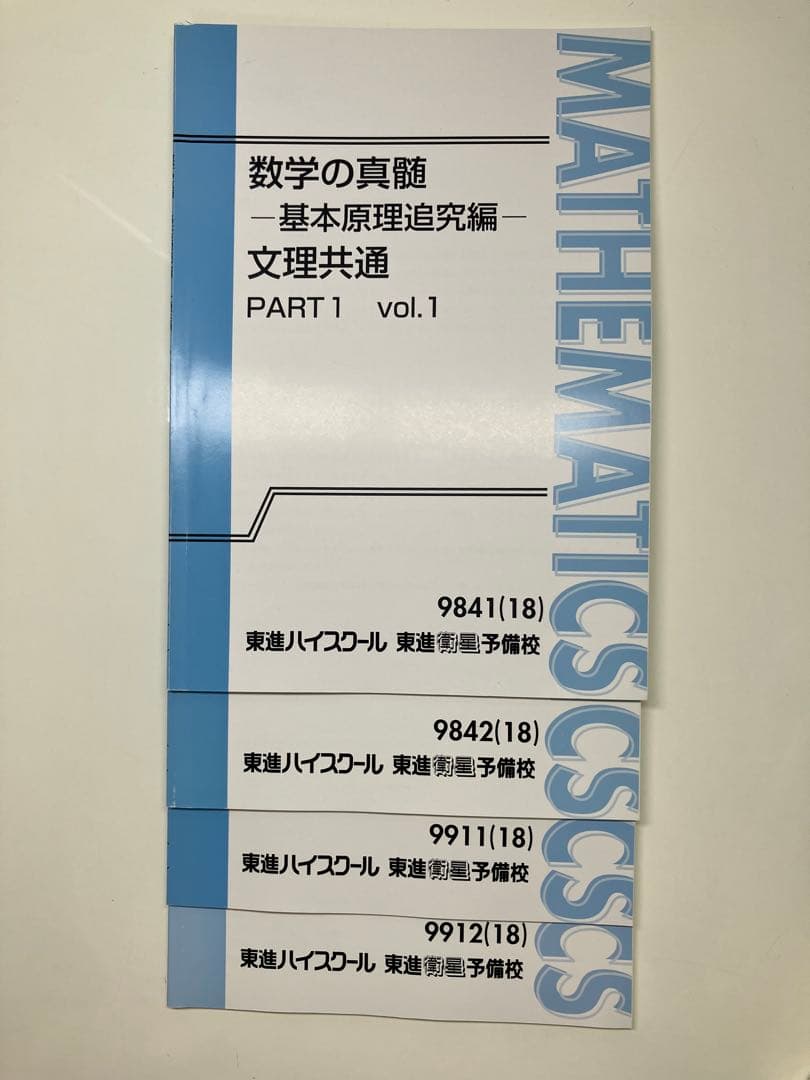 数学の真髄
−基本原理追究編−
文理共通
PART1 vol.1
MATHEMATICS
9841(18)
東進ハイスクール 東進衛星予備校
9842(18)
東進ハイスクール 東進衛星予備校
CS
9911(18)
東進ハイスクール 東進衛星予備校
CS
9912(18)
東進ハイスクール 東進衛星予備校
CS